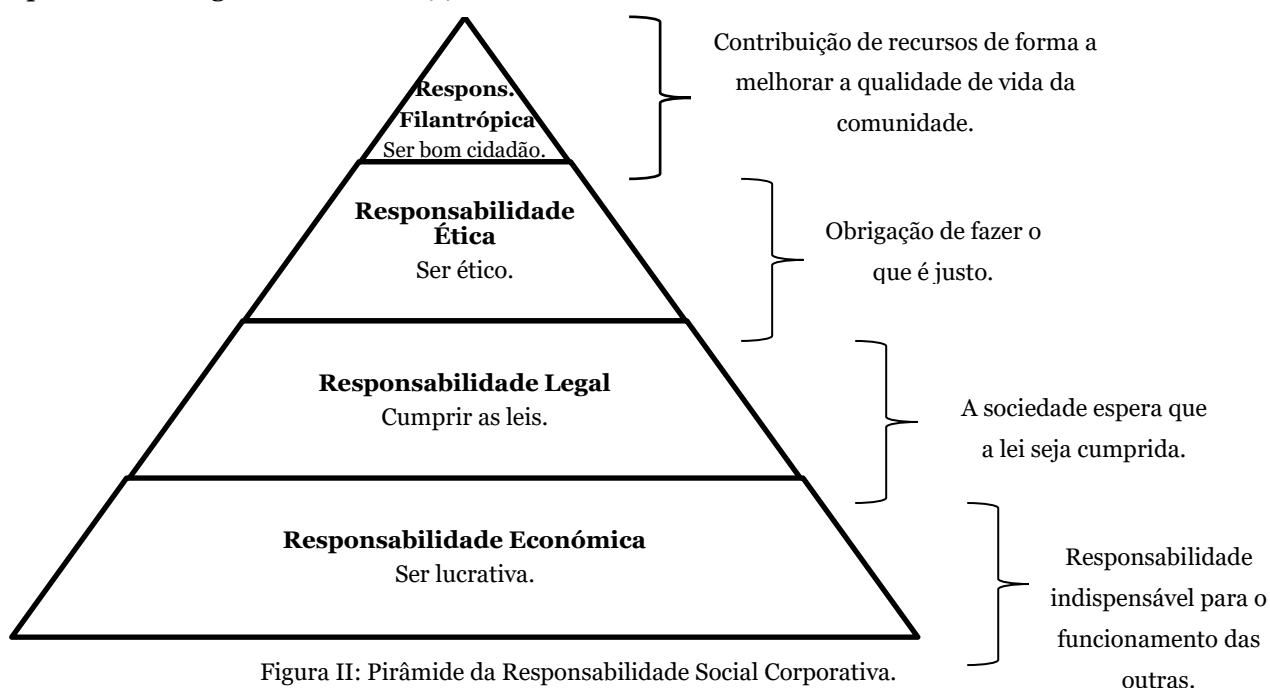 Respons.
Filantrópica
Ser bom cidadão.
Contribuição de recursos de forma a
melhorar a qualidade de vida da
comunidade.
Responsabilidade
Ética
Ser ético.
Obrigação de fazer o
que é justo.
Responsabilidade Legal
Cumprir as leis.
A sociedade espera que
a lei seja cumprida.
Responsabilidade Económica
Ser lucrativa.
Responsabilidade
indispensável para o
funcionamento das
outras.
Figura II: Pirâmide da Responsabilidade Social Corporativa.